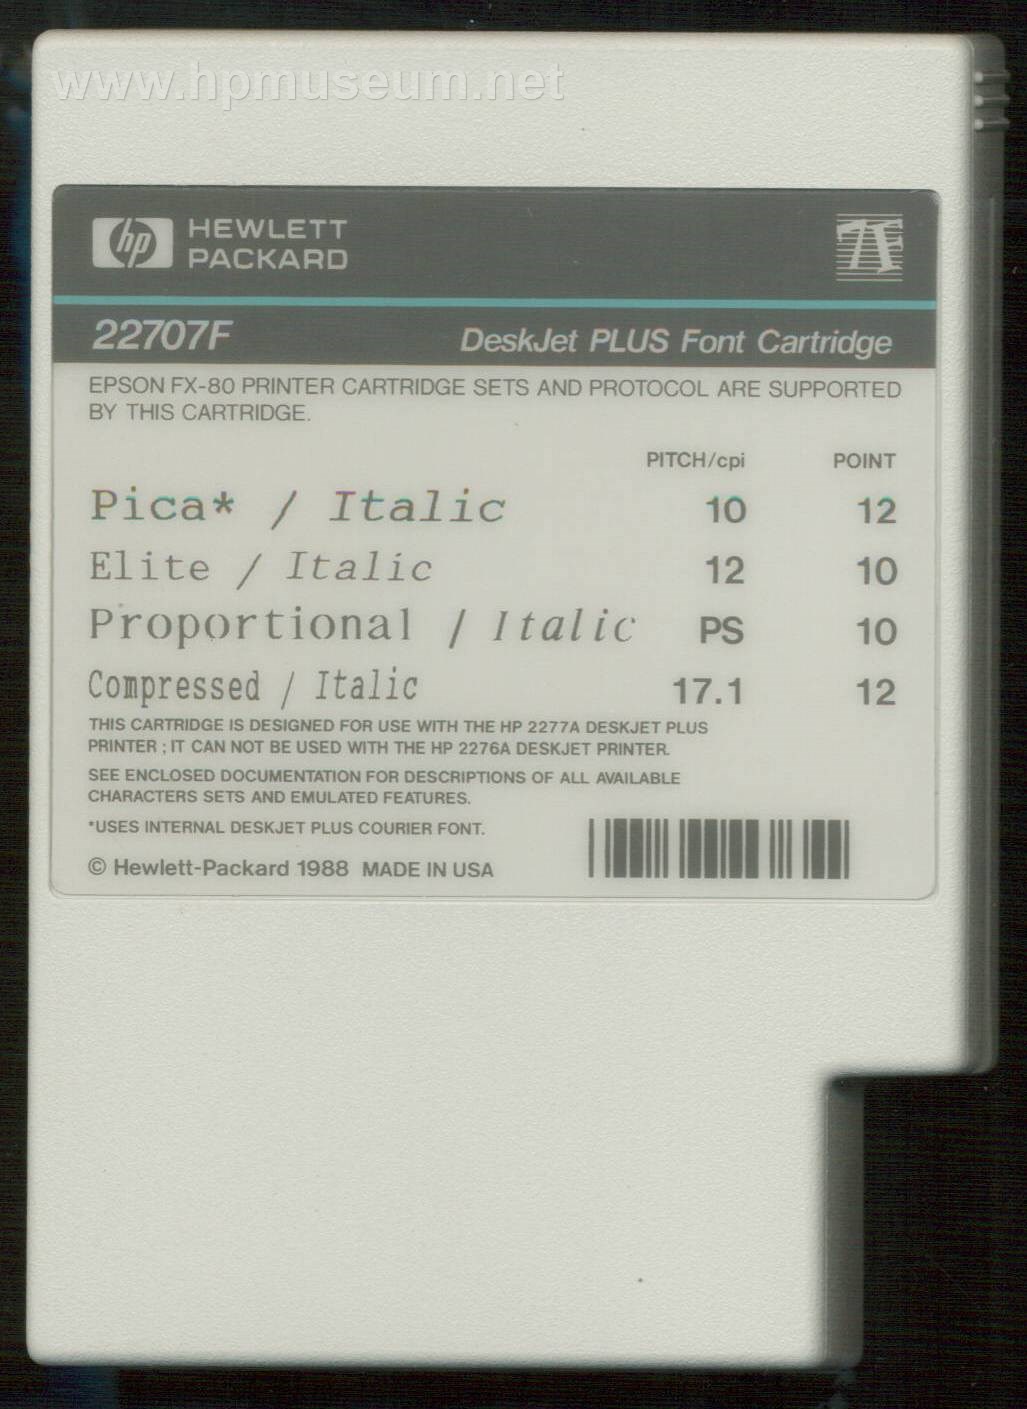 www.hpmuseum.net
hp HEWLETT
PACKARD
22707F DeskJet PLUS Font Cartridge
EPSON FX-80 PRINTER CARTRIDGE SETS AND PROTOCOL ARE SUPPORTED
BY THIS CARTRIDGE.
PITCH/cpi POINT
Pica* / Italic 10 12
Elite / Italic 12 10
Proportional / Italic PS 10
Compressed / Italic 17.1 12
THIS CARTRIDGE IS DESIGNED FOR USE WITH THE HP 2277A DESKJET PLUS
PRINTER ; IT CAN NOT BE USED WITH THE HP 2276A DESKJET PRINTER.
SEE ENCLOSED DOCUMENTATION FOR DESCRIPTIONS OF ALL AVAILABLE
CHARACTERS SETS AND EMULATED FEATURES.
*USES INTERNAL DESKJET PLUS COURIER FONT.
© Hewlett-Packard 1988 MADE IN USA